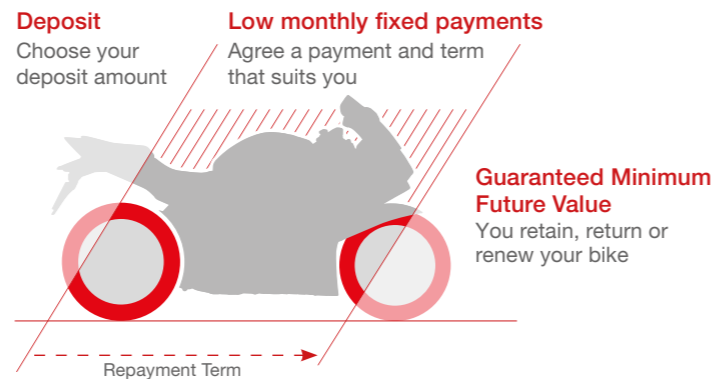 Deposit
Choose your
deposit amount
Low monthly fixed payments
Agree a payment and term
that suits you
Guaranteed Minimum
Future Value
You retain, return or
renew your bike
Repayment Term